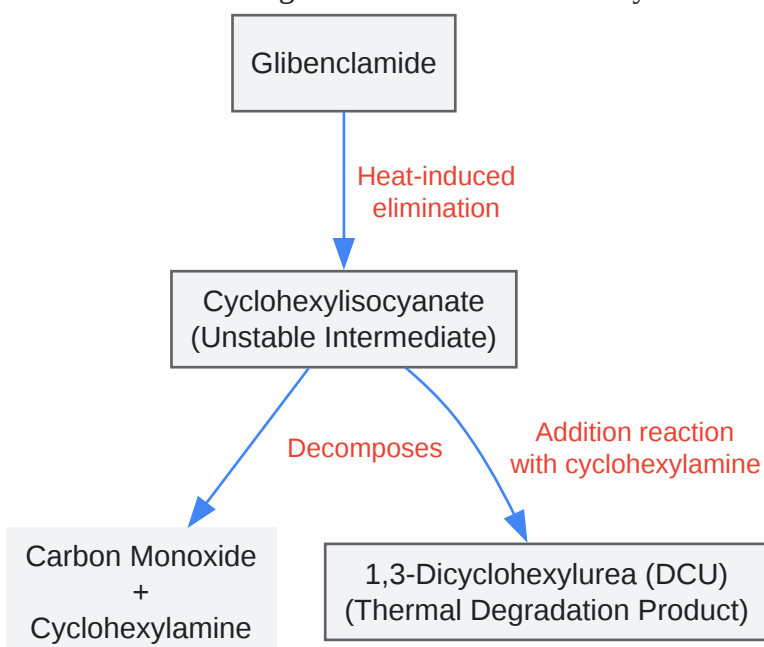 Glibenclamide
Heat-induced
elimination
Cyclohexylisocyanate
(Unstable Intermediate)
Decomposes
Addition reaction
with cyclohexylamine
Carbon Monoxide
+
Cyclohexylamine
1,3-Dicyclohexylurea (DCU)
(Thermal Degradation Product)